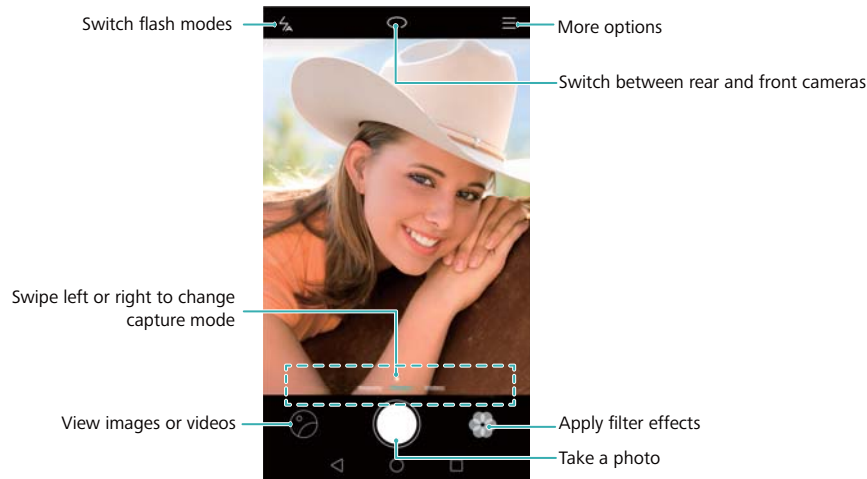 Switch flash modes
More options
Switch between rear and front cameras
Swipe left or right to change
capture mode
View images or videos
Apply filter effects
Take a photo